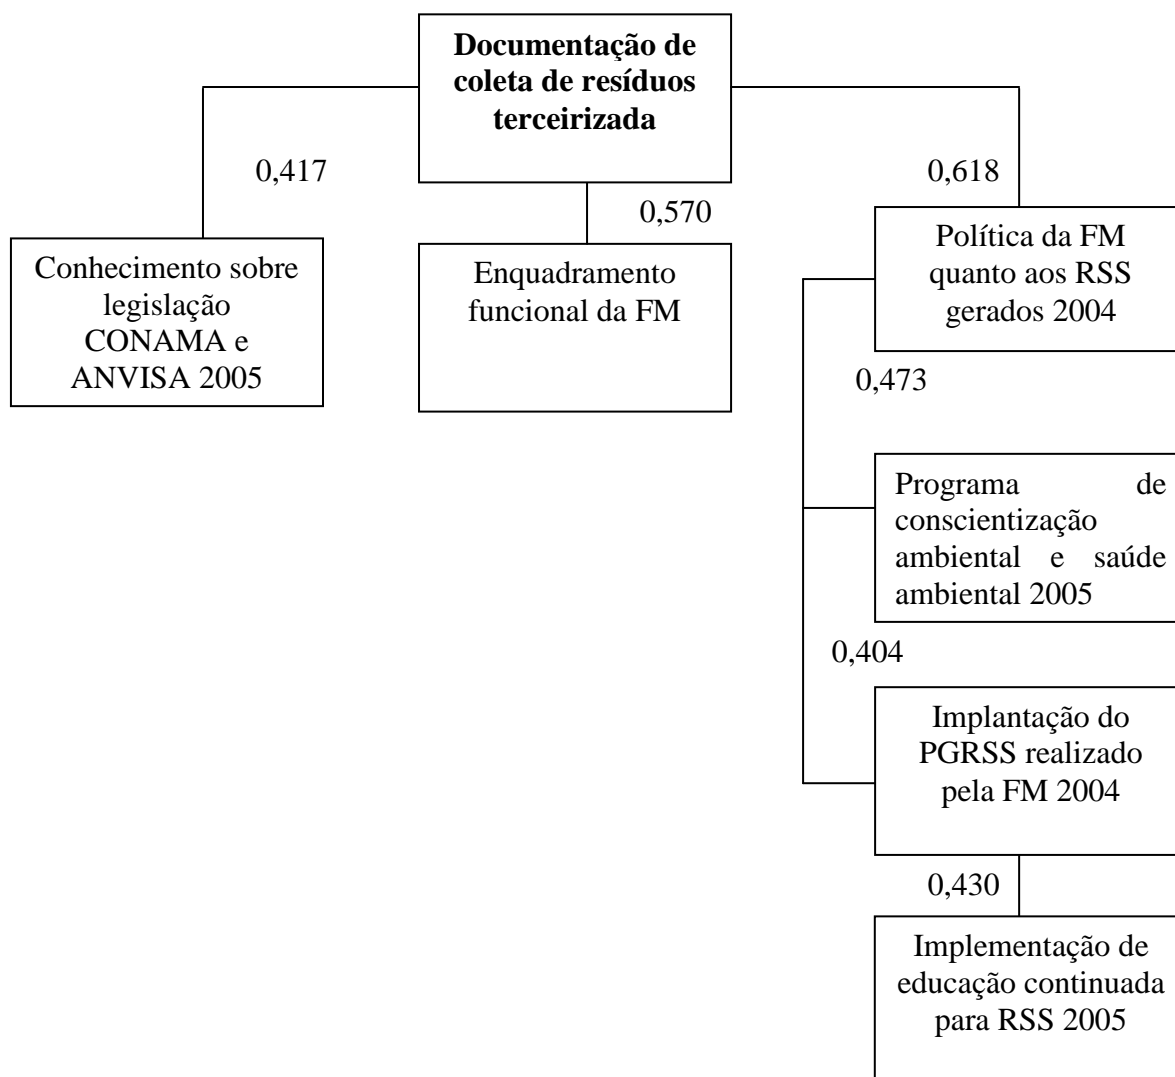 Documentação de
coleta de resíduos
terceirizada
0,417
0,618
0,570
Conhecimento sobre
legislação
CONAMA e
ANVISA 2005
Enquadramento
funcional da FM
Política da FM
quanto aos RSS
gerados 2004
0,473
Programa de
conscientização
ambiental e saúde
ambiental 2005
0,404
Implantação do
PGRSS realizado
pela FM 2004
0,430
Implementação de
educação continuada
para RSS 2005